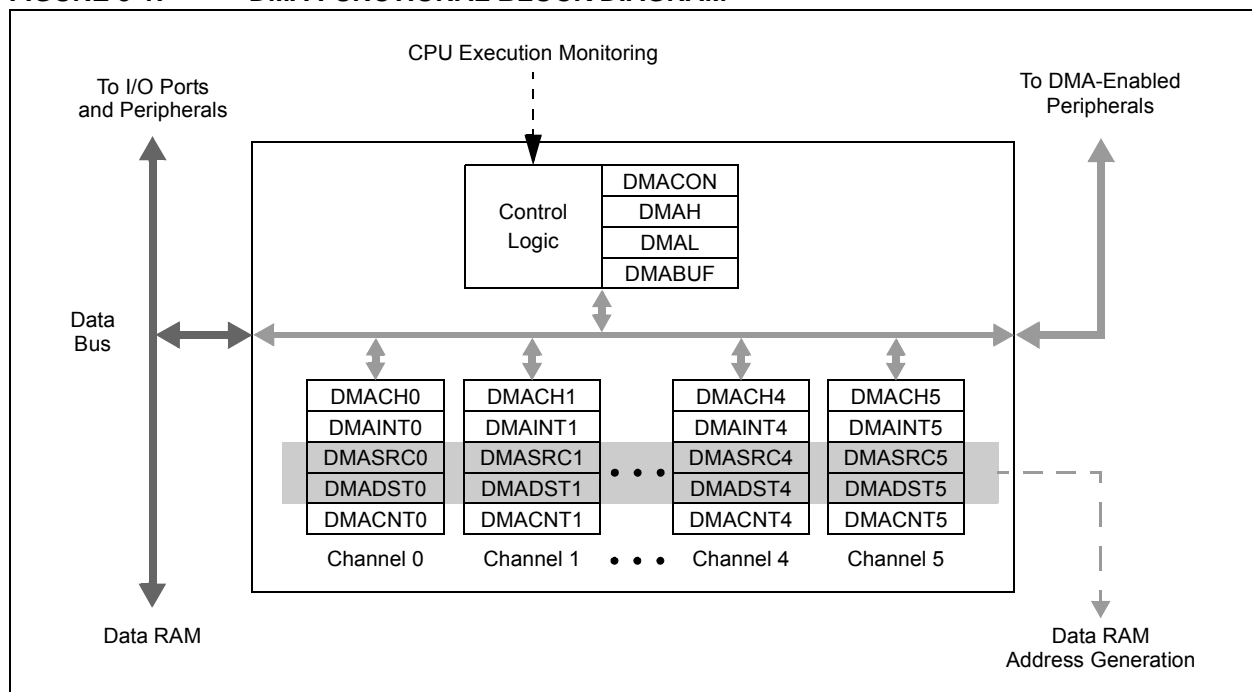 CPU Execution Monitoring
To I/O Ports
and Peripherals
To DMA-Enabled
Peripherals
Control
Logic
DMACON
DMAH
DMAL
DMABUF
Data
Bus
DMACH0
DMAINT0
DMASRC0
DMADST0
DMACNT0
Channel 0
DMACH1
DMAINT1
DMASRC1
DMADST1
DMACNT1
Channel 1
DMACH4
DMAINT4
DMASRC4
DMADST4
DMACNT4
Channel 4
DMACH5
DMAINT5
DMASRC5
DMADST5
DMACNT5
Channel 5
Data RAM
Data RAM
Address Generation